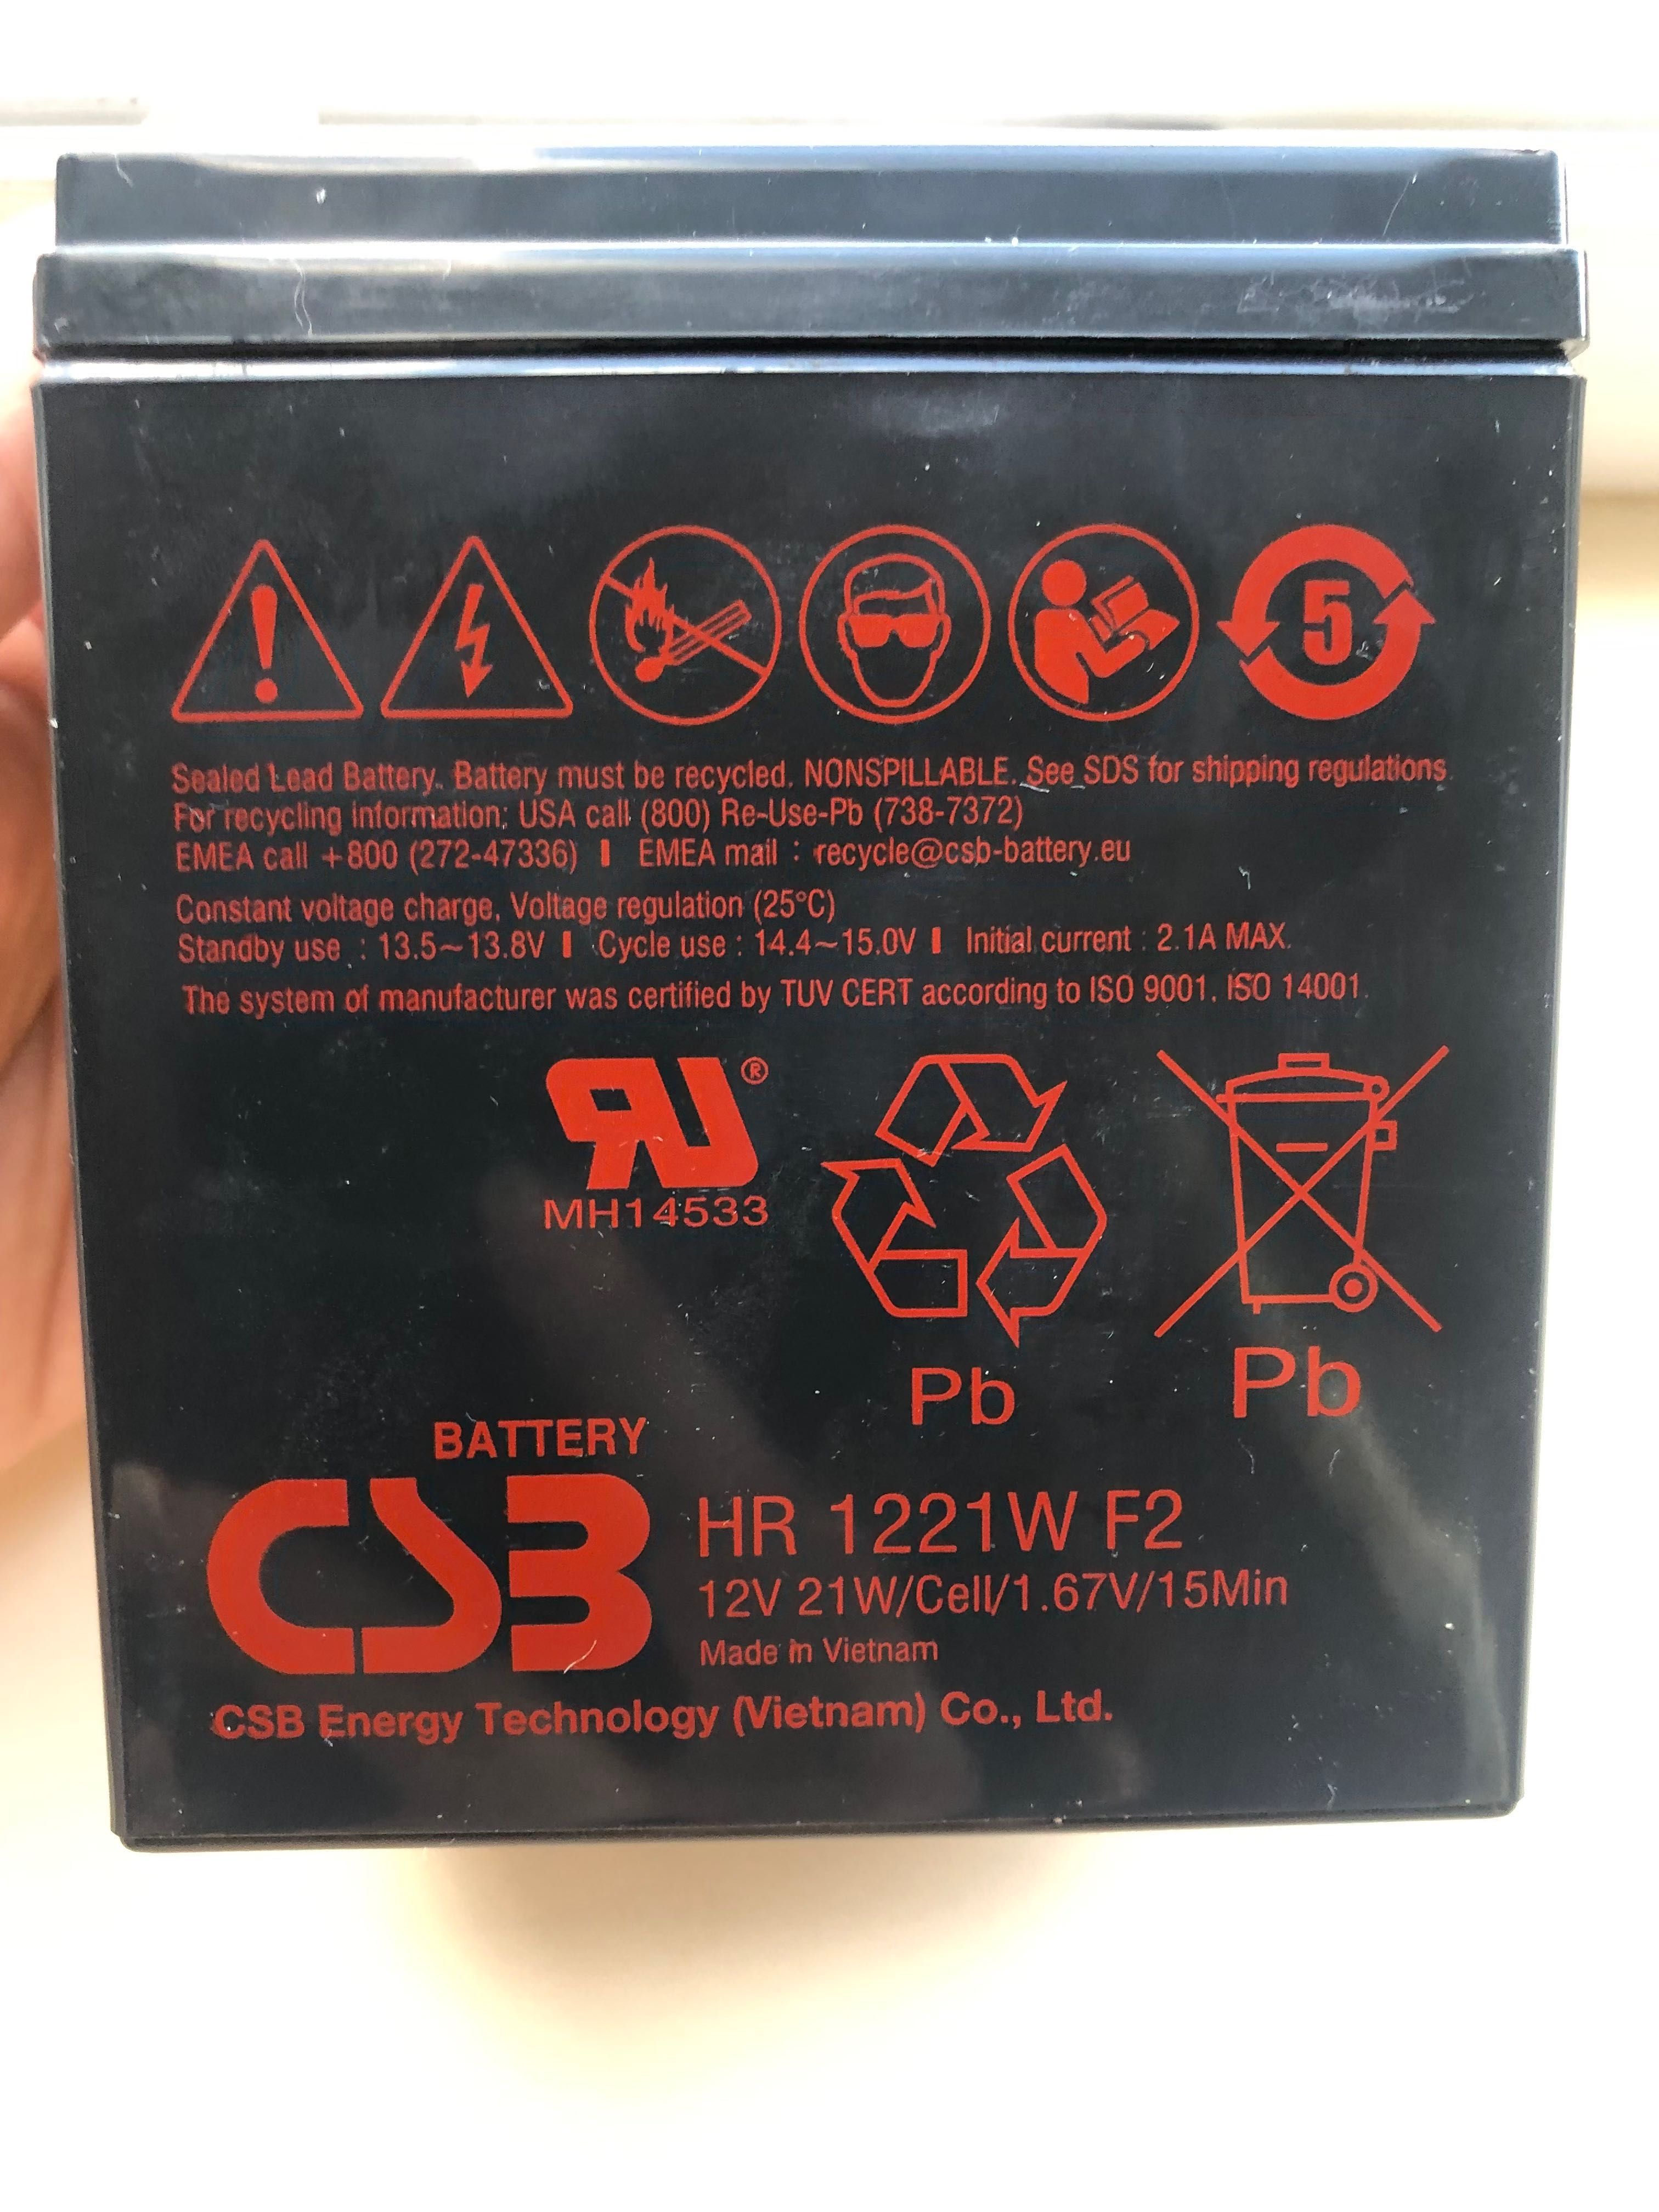 5
Sealed Lead Battery. Battery must be recycled. NONSPILLABLE. See SDS for shipping regulations.
For recycling information: USA call (800) Re-Use-Pb (738-7372)
EMEA call +800 (272-47336) | EMEA mail : recycle@csb-battery.eu
Constant voltage charge, Voltage regulation (25°C)
Standby use : 13.5~13.8V | Cycle use : 14.4~15.0V | Initial current : 2.1A MAX.
The system of manufacturer was certified by TUV CERT according to ISO 9001. ISO 14001.
RU®
MH14533
Pb
Pb
BATTERY
CSB
HR 1221W F2
12V 21W/Cell/1.67V/15Min
Made in Vietnam
CSB Energy Technology (Vietnam) Co., Ltd.